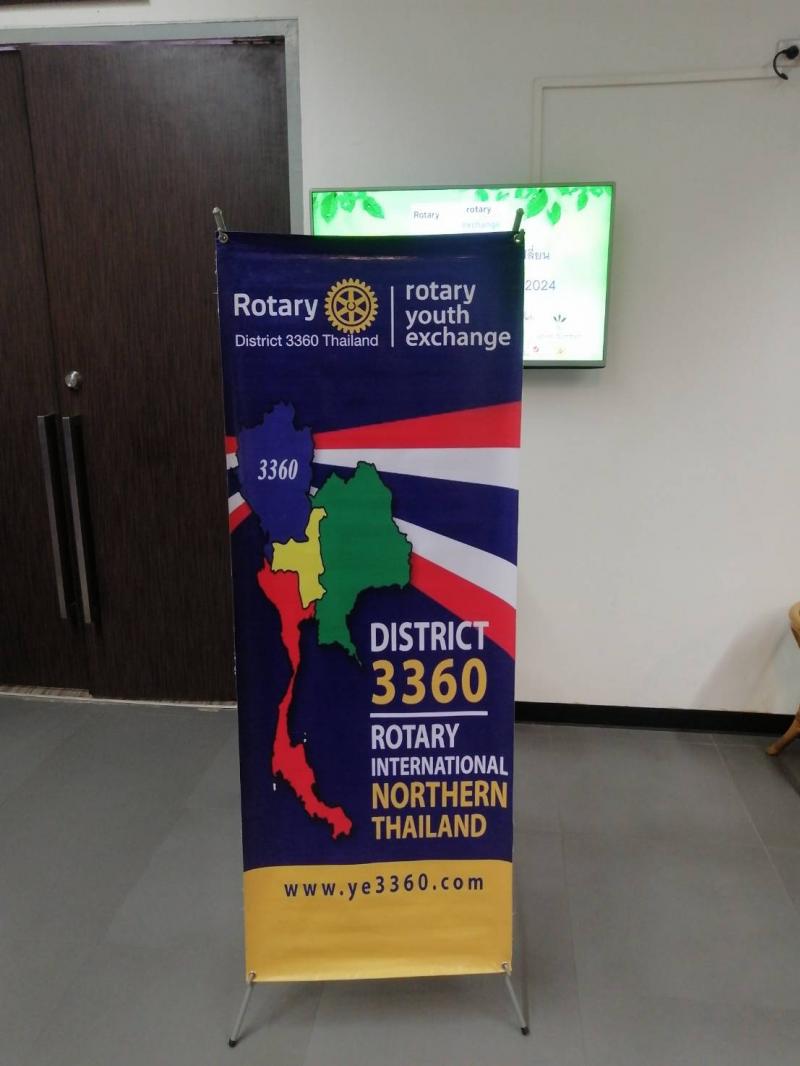 Rotary
rotary
exchange
2024
Rotary
District 3360 Thailand
rotary
youth
exchange
3360
DISTRICT
3360
ROTARY
INTERNATIONAL
NORTHERN
THAILAND
www.ye3360.com